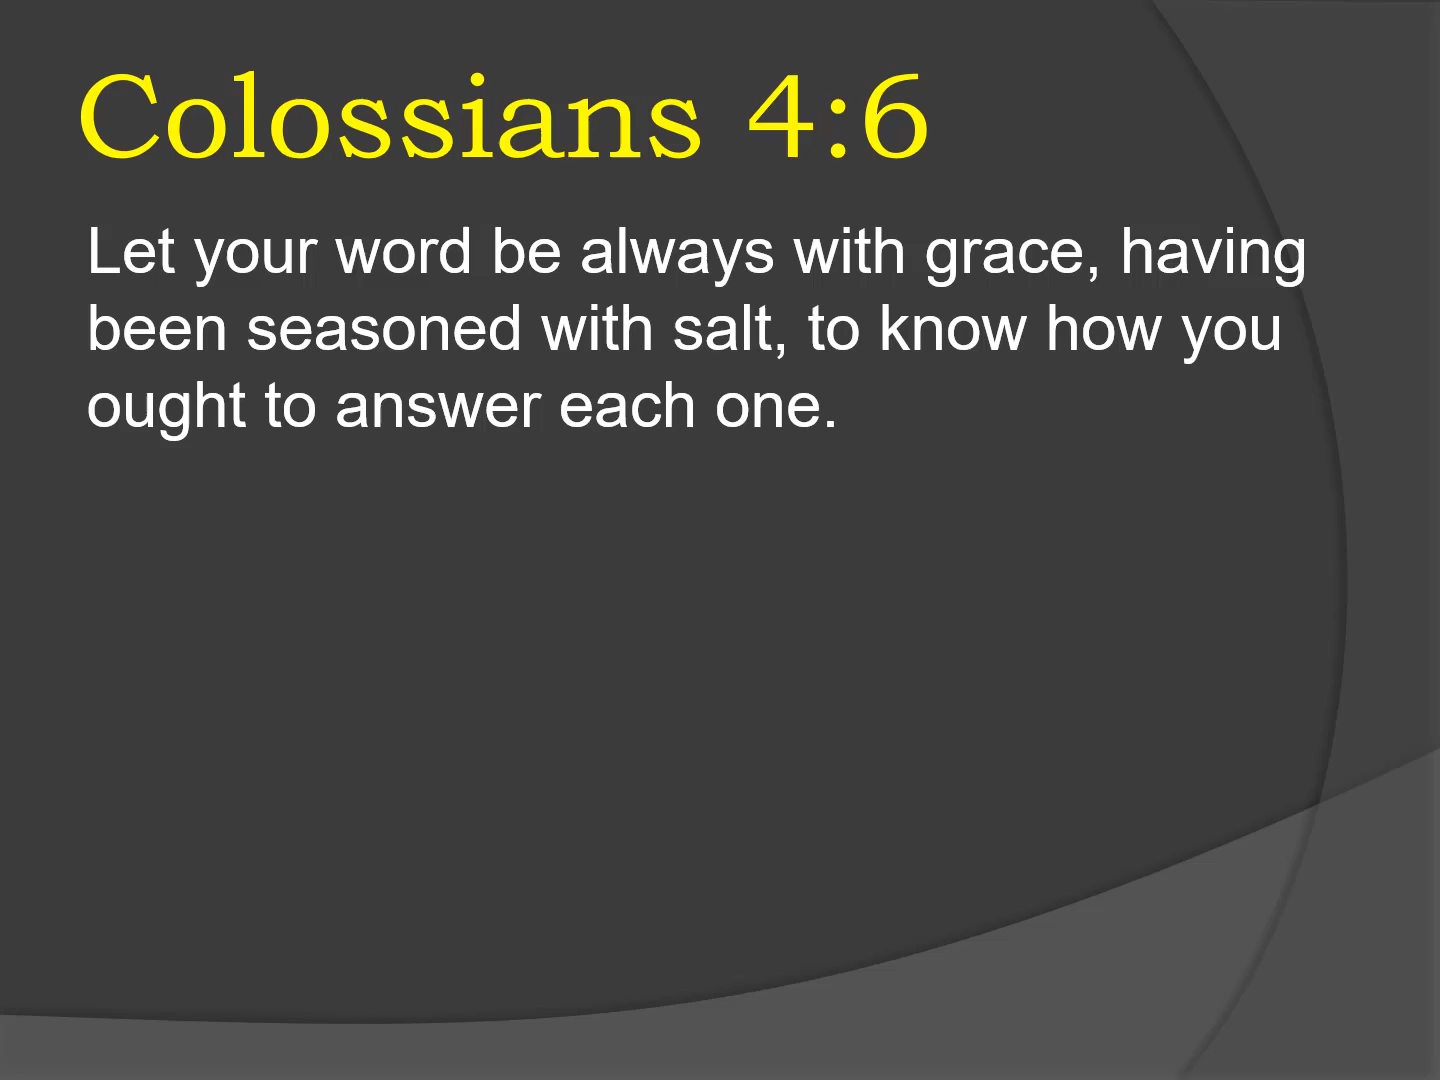 Colossians 4:6
Let your word be always with grace, having
been seasoned with salt, to know how you
ought to answer each one.